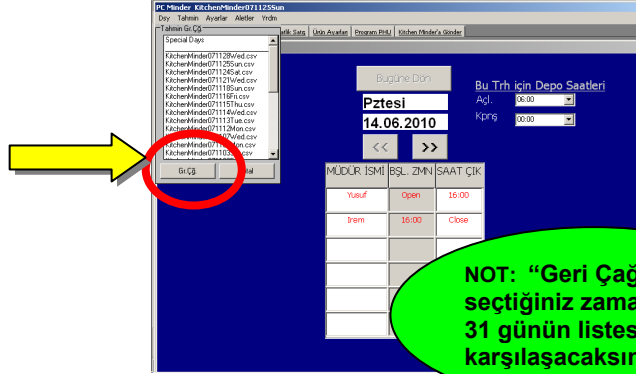 PC Minder KitchenMinder071125Sun
Dsy Tahmin Ayarlar Aletler Yrdm
Tahmin Gr.Çğ
Ürün Ayarları Program PHU Kitchen Minder'a Gönder
Special Days
KitchenMinder071128Wed.csv
KitchenMinder071125Sun.csv
KitchenMinder071124Sat.csv
KitchenMinder071121Wed.csv
KitchenMinder071118Sun.csv
KitchenMinder071116Fri.csv
KitchenMinder071115Thu.csv
KitchenMinder071114Wed.csv
KitchenMinder071113Tue.csv
KitchenMinder07112Mon.csv
Gr.Çğ.
Bugüne Dön
Bu Trh için Depo Saatleri
Pztesi
Açl. 06:00
14.06.2010
Kpnş 00:00
<< >>
MÜDÜR İSMİ BŞL. ZMN SAAT ÇIK
Yusuf Open 16:00
Irem 16:00 Close
NOT: “Geri Çağ
seçtiğiniz zama
31 günün listes
karşılaşacaksın